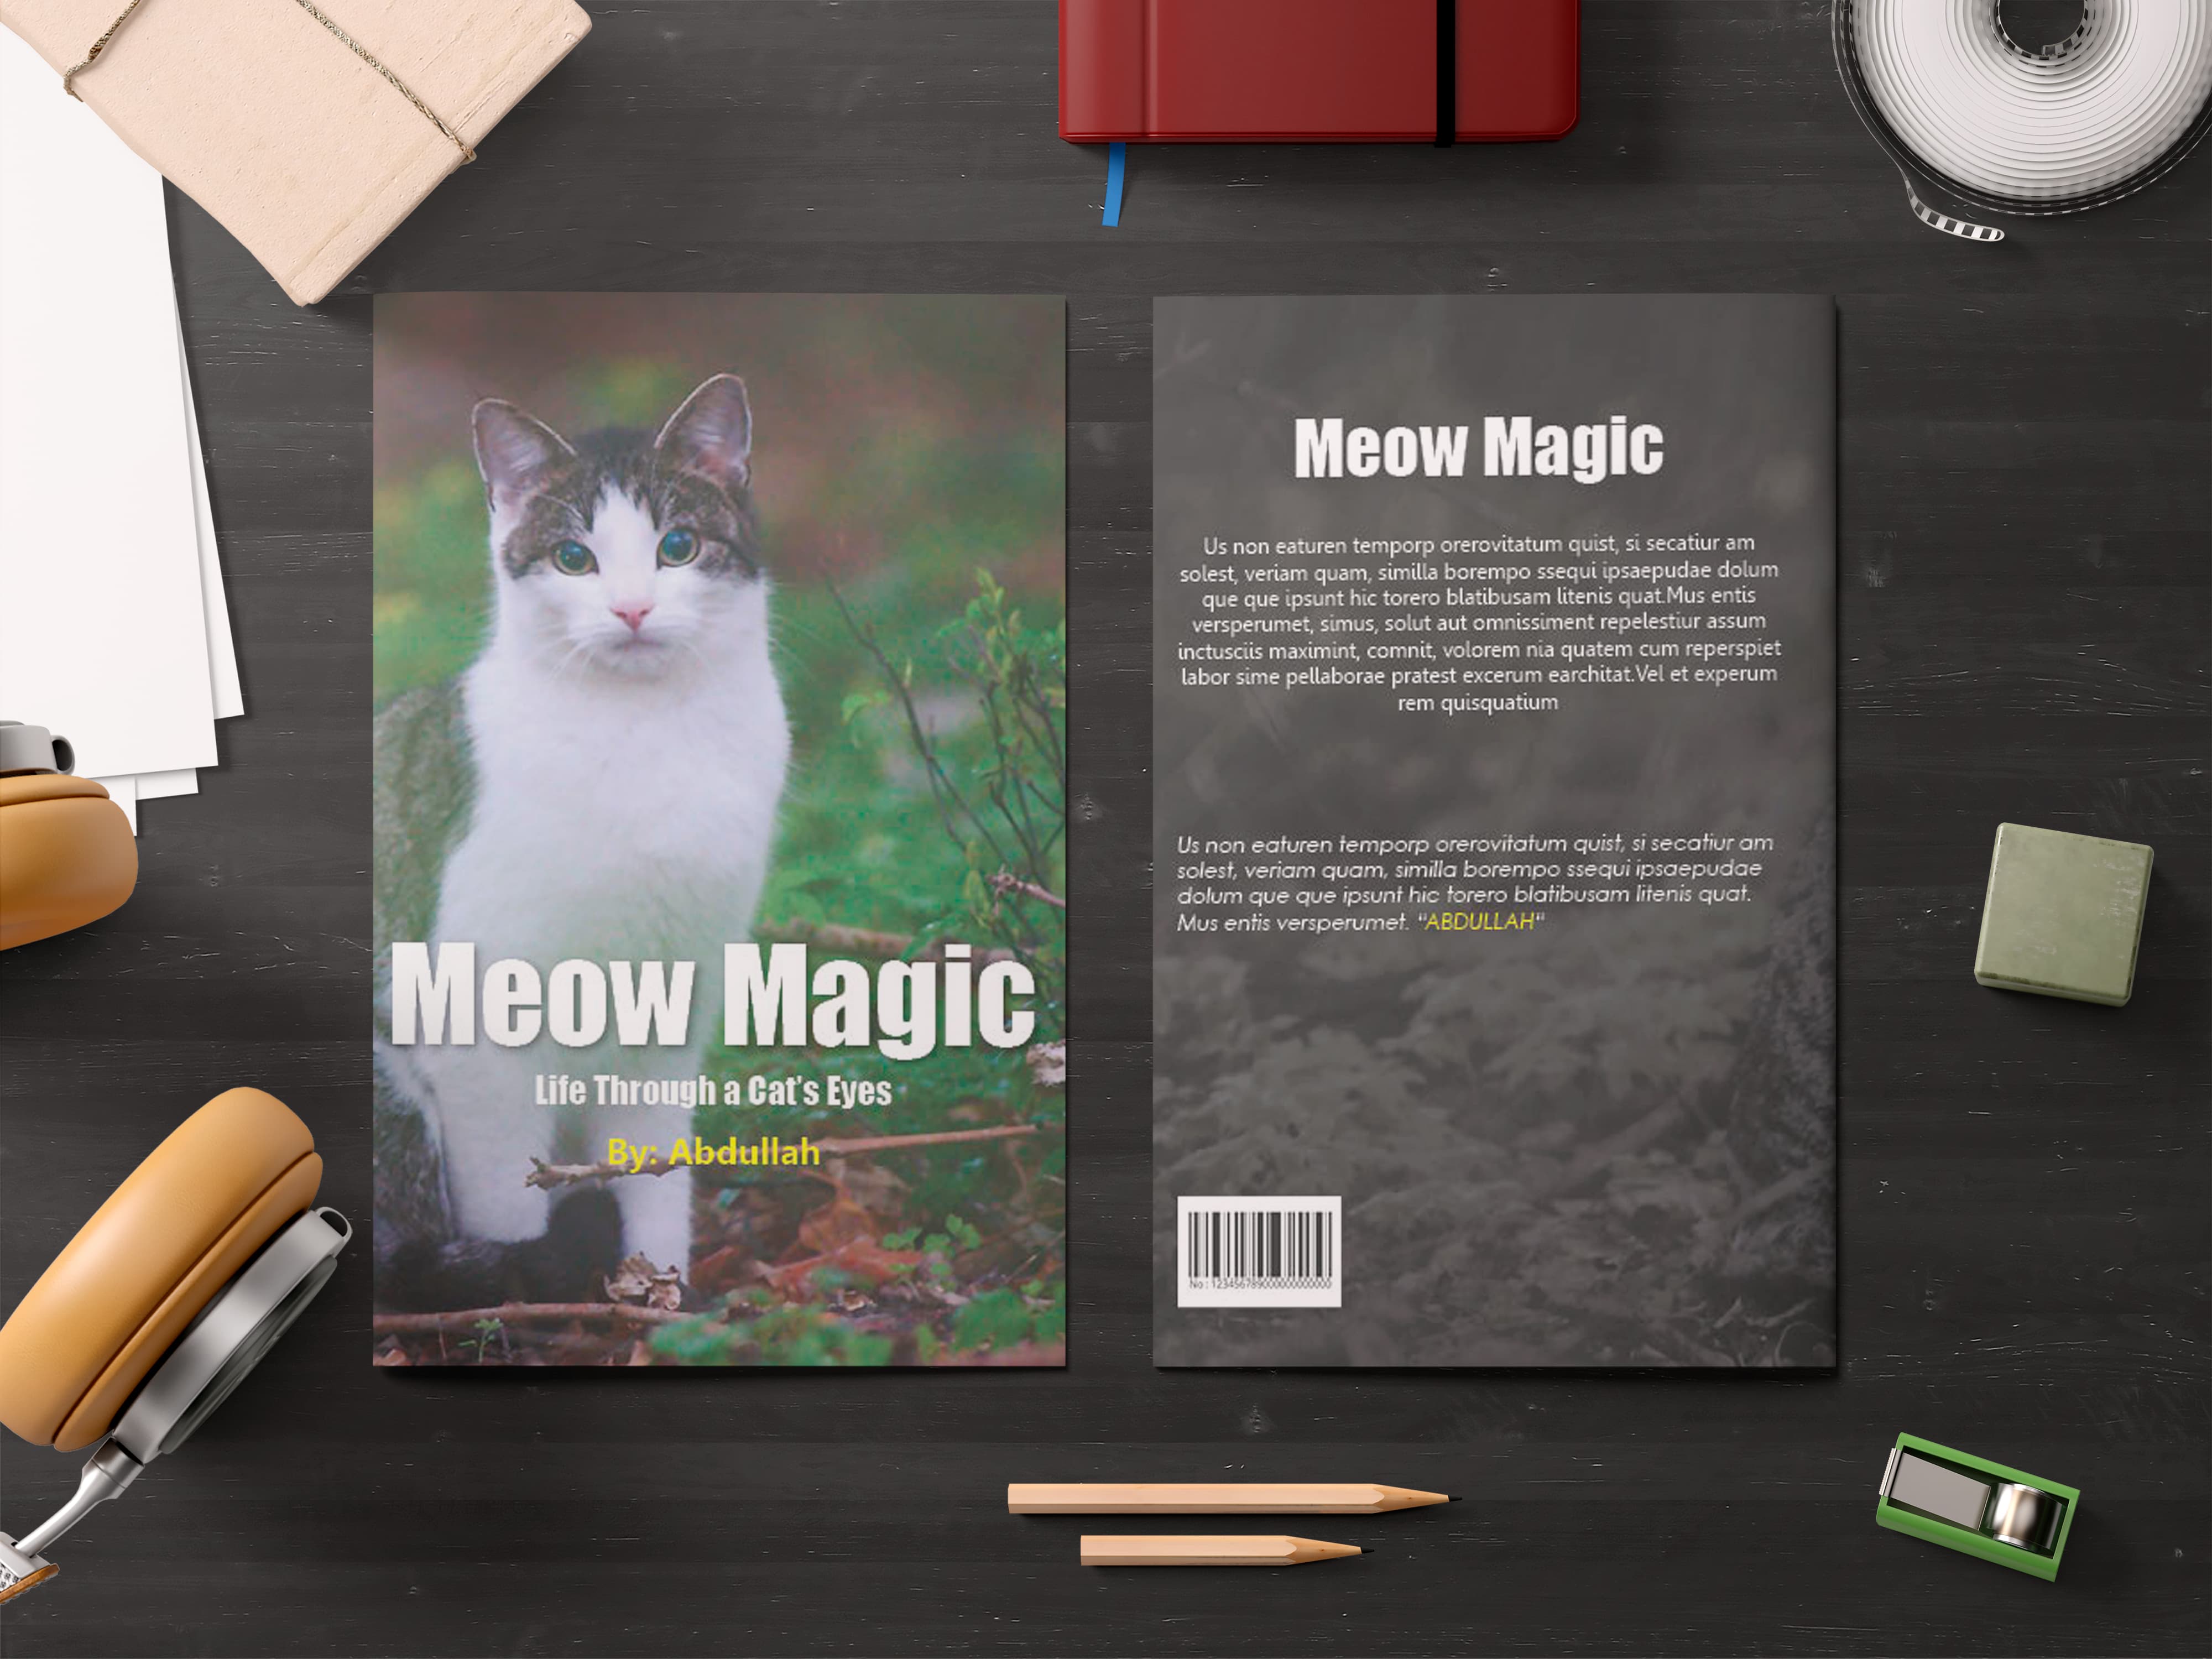 Meow Magic
Life Through a Cat's Eyes
By: Abdullah
Meow Magic
Us non eaturen temporp orerovitatum quist, si secatiur am
solest, veriam quam, similla borempo ssequi ipsaepudae dolum
que que ipsunt hic torero blatibusam litenis quat.Mus entis
versperumet, simus, solut aut omnissiment repelestiur assum
inctusciis maximint, comnit, volorem nia quatem cum reperspiet
labor sime pellaborae pratest excerum earchitat.Vel et experum
rem quisquatium
Us non eaturen temporp orerovitatum quist, si secatiur am
solest, veriam quam, similla borempo ssequi ipsaepudae
dolum que que ipsunt hic torero blatibusam litenis quat.
Mus entis versperumet. "ABDULLAH"